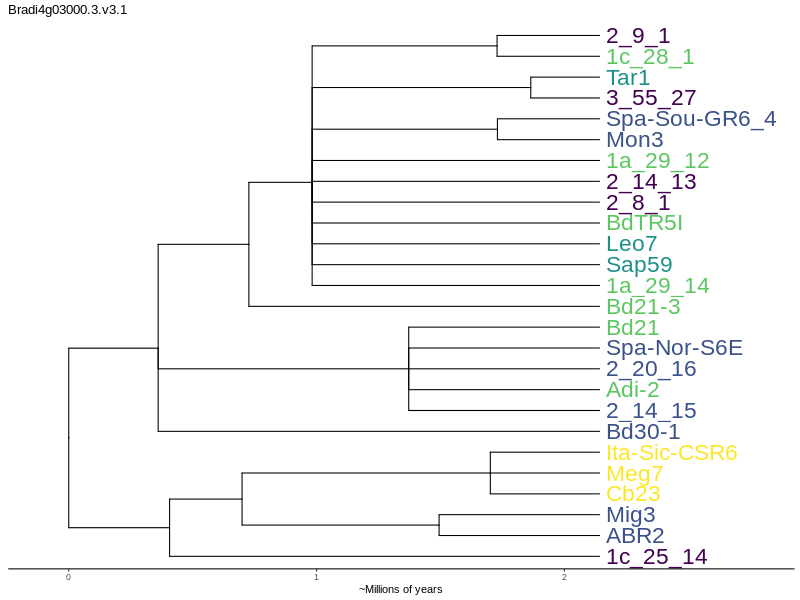 Bradi4g03000.3.v3.1
2_9_1
1c_28_1
Tar1
3_55_27
Spa-Sou-GR6_4
Mon3
1a_29_12
2_14_13
2_8_1
BdTR5I
Leo7
Sap59
1a_29_14
Bd21-3
Bd21
Spa-Nor-S6E
2_20_16
Adi-2
2_14_15
Bd30-1
Ita-Sic-CSR6
Meg7
Cb23
Mig3
ABR2
1c_25_14
0 1 2
~Millions of years